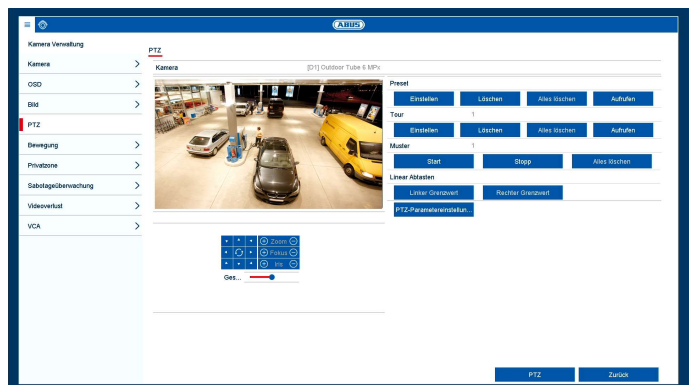 ABUS
Kamera Verwaltung
Kamera
OSD
Bild
PTZ
Bewegung
Privatzone
Sabotageüberwachung
Videoverlust
VCA
PTZ
Kamera [D1] Outdoor Tube 6 MPx
Zoom
Fokus
Iris
Ges...
Preset
Einstellen Löschen Alles löschen Aufrufen
Tour 1
Einstellen Löschen Alles löschen Aufrufen
Muster 1
Start Stopp Alles löschen
Linear Abtasten
Linker Grenzwert Rechter Grenzwert
PTZ-Parametereinstellun...
PTZ Zurück